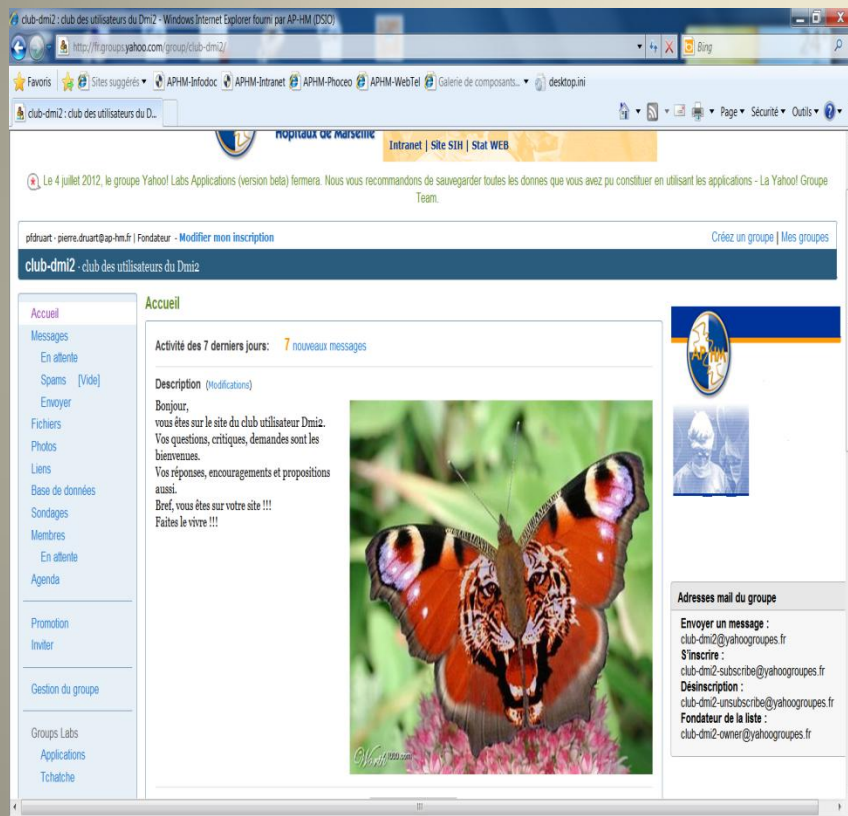 club-dmi2 : club des utilisateurs du Dmi2 - Windows Internet Explorer fourni par AP-HM (DSIO)
http://fr.groups.yahoo.com/group/club-dmi2/
Bing
Favoris
Sites suggérés
APHM-Infodoc
APHM-Intranet
APHM-Phoceo
APHM-WebTel
Galerie de composants...
desktop.ini
club-dmi2 : club des utilisateurs du D...
Page
Sécurité
Outils
Hôpitaux de Marseille
Intranet | Site SIH | Stat WEB
Le 4 juillet 2012, le groupe Yahoo! Labs Applications (version beta) fermera. Nous vous recommandons de sauvegarder toutes les donnes que vous avez pu constituer en utilisant les applications - La Yahoo! Groupe
Team.
pfdruart - pierre.druart@ap-hm.fr | Fondateur - Modifier mon inscription
Créez un groupe | Mes groupes
club-dmi2 - club des utilisateurs du Dmi2
Accueil
Messages
En attente
Spams [Vide]
Envoyer
Fichiers
Photos
Liens
Base de données
Sondages
Membres
En attente
Agenda
Promotion
Inviter
Gestion du groupe
Groups Labs
Applications
Tchatche
Accueil
Activité des 7 derniers jours: 7 nouveaux messages
Description (Modifications)
Bonjour,
vous êtes sur le site du club utilisateur Dmi2.
Vos questions, critiques, demandes sont les
bienvenues.
Vos réponses, encouragements et propositions
aussi.
Bref, vous êtes sur votre site !!!
Faites le vivre !!!
Worth1000.com
AP HM
Adresses mail du groupe
Envoyer un message :
club-dmi2@yahoogroupes.fr
S'inscrire :
club-dmi2-subscribe@yahoogroupes.fr
Désinscription :
club-dmi2-unsubscribe@yahoogroupes.fr
Fondateur de la liste :
club-dmi2-owner@yahoogroupes.fr